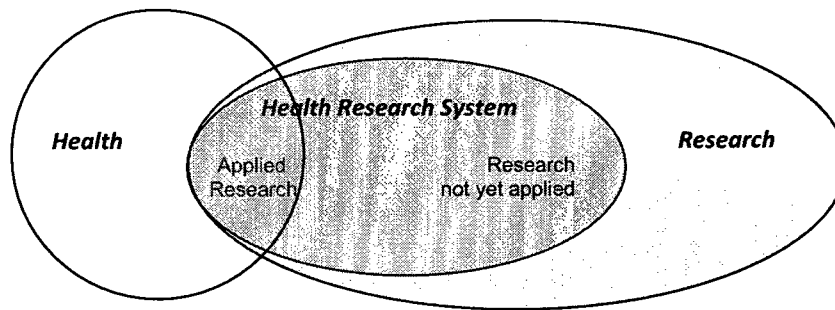 Health Research System
Health
Research
Applied
Research
Research
not yet applied